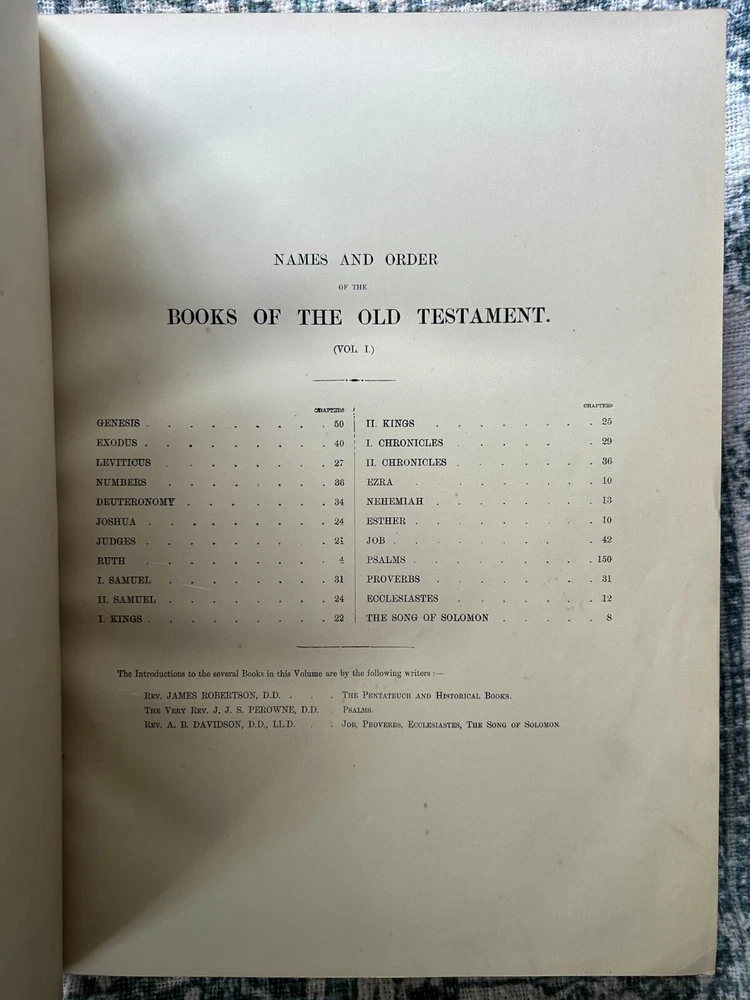 NAMES AND ORDER
OF THE
BOOKS OF THE OLD TESTAMENT.
(VOL. I.)
CHAPTERS
GENESIS . . . . . . . . 50
EXODUS . . . . . . . . 40
LEVITICUS . . . . . . . 27
NUMBERS . . . . . . . 36
DEUTERONOMY . . . . . . 34
JOSHUA . . . . . . . . 24
JUDGES . . . . . . . . 21
RUTH . . . . . . . . 4
I. SAMUEL . . . . . . . 31
II. SAMUEL . . . . . . . 24
I. KINGS . . . . . . . . 22
CHAPTERS
II. KINGS . . . . . . . 25
I. CHRONICLES . . . . . . 29
II. CHRONICLES . . . . . . 36
EZRA . . . . . . . . 10
NEHEMIAH . . . . . . . 13
ESTHER . . . . . . . . 10
JOB . . . . . . . . . 42
PSALMS . . . . . . . . 150
PROVERBS . . . . . . . 31
ECCLESIASTES . . . . . . 12
THE SONG OF SOLOMON . . . . . 8
The Introductions to the several Books in this Volume are by the following writers :—
REV. JAMES ROBERTSON, D.D. . . . THE PENTATEUCH AND HISTORICAL BOOKS.
THE VERY REV. J. J. S. PEROWNE, D.D. . PSALMS.
REV. A. B. DAVIDSON, D.D., LL.D. . . JOB, PROVERBS, ECCLESIASTES, THE SONG OF SOLOMON.